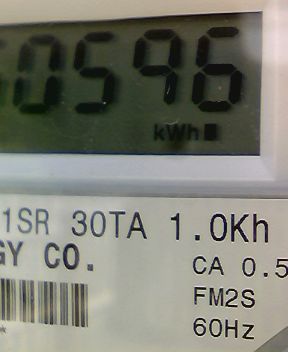 0596
kWh
1SR 30TA 1.0Kh
GY CO.
CA 0.5
FM2S
60Hz